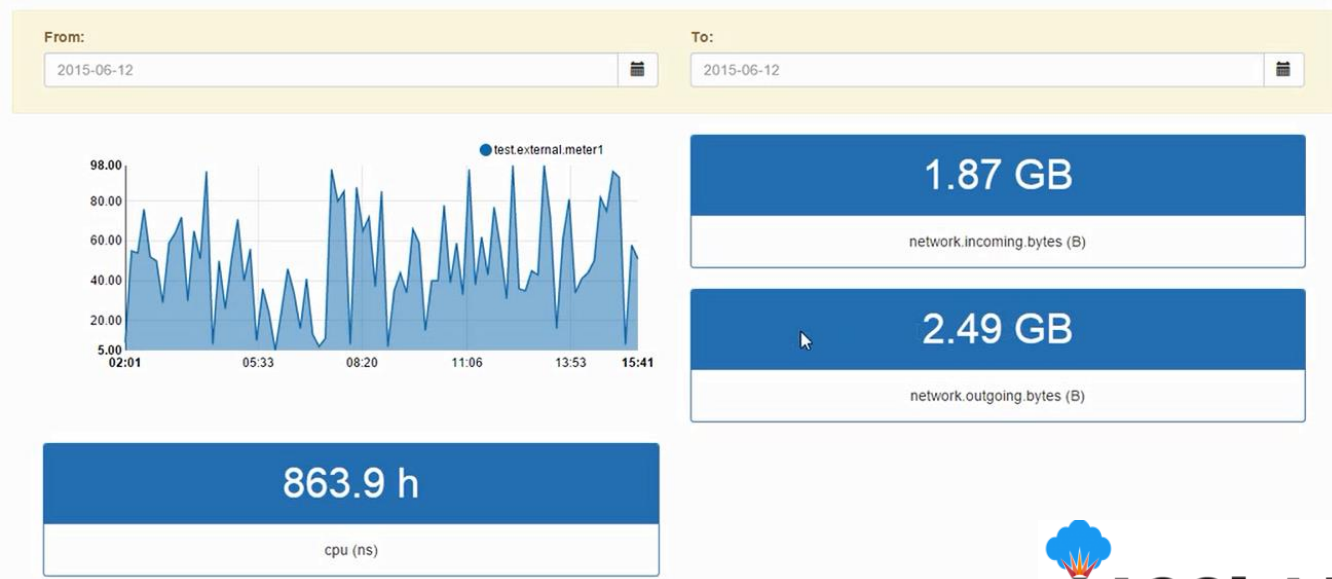 From:
2015-06-12
To:
2015-06-12
test.external.meter1
98.00
80.00
60.00
40.00
20.00
5.00
02:01 05:33 08:20 11:06 13:53 15:41
1.87 GB
network.incoming.bytes (B)
2.49 GB
network.outgoing.bytes (B)
863.9 h
cpu (ns)